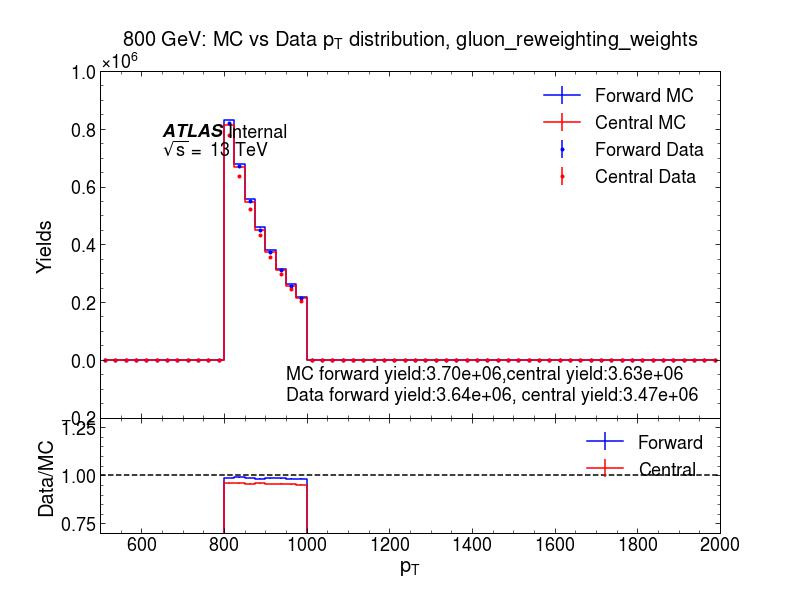 800 GeV: MC vs Data pT distribution, gluon_reweighting_weights
×10⁶
1.0
0.8
0.6
0.4
0.2
0.0
0.2
Yields
ATLAS Internal
√s = 13 TeV
Forward MC
Central MC
Forward Data
Central Data
MC forward yield:3.70e+06,central yield:3.63e+06
Data forward yield:3.64e+06, central yield:3.47e+06
1.25
1.00
0.75
Data/MC
Forward
Central
600 800 1000 1200 1400 1600 1800 2000
pT